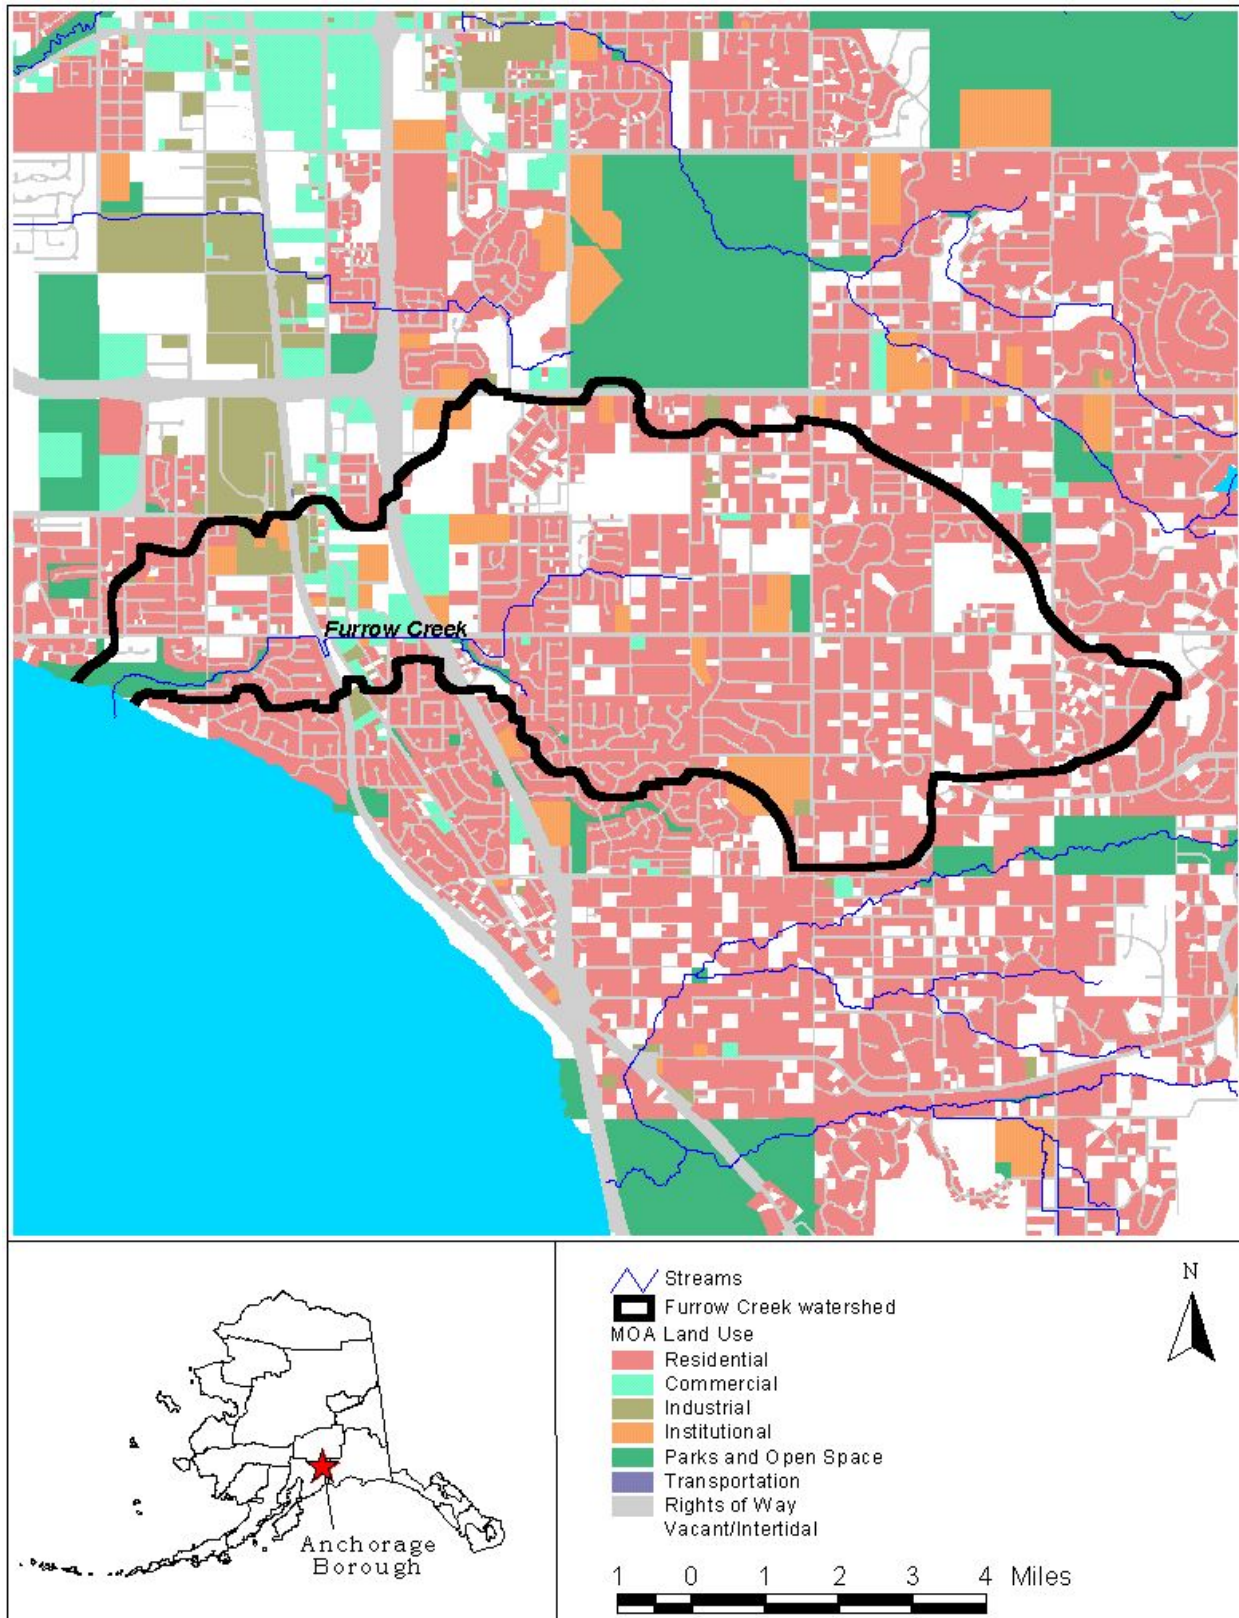 Furrow Creek
Anchorage
Borough
Streams
Furrow Creek watershed
MOA Land Use
Residential
Commercial
Industrial
Institutional
Parks and Open Space
Transportation
Rights of Way
Vacant/Intertidal
N
1 0 1 2 3 4 Miles